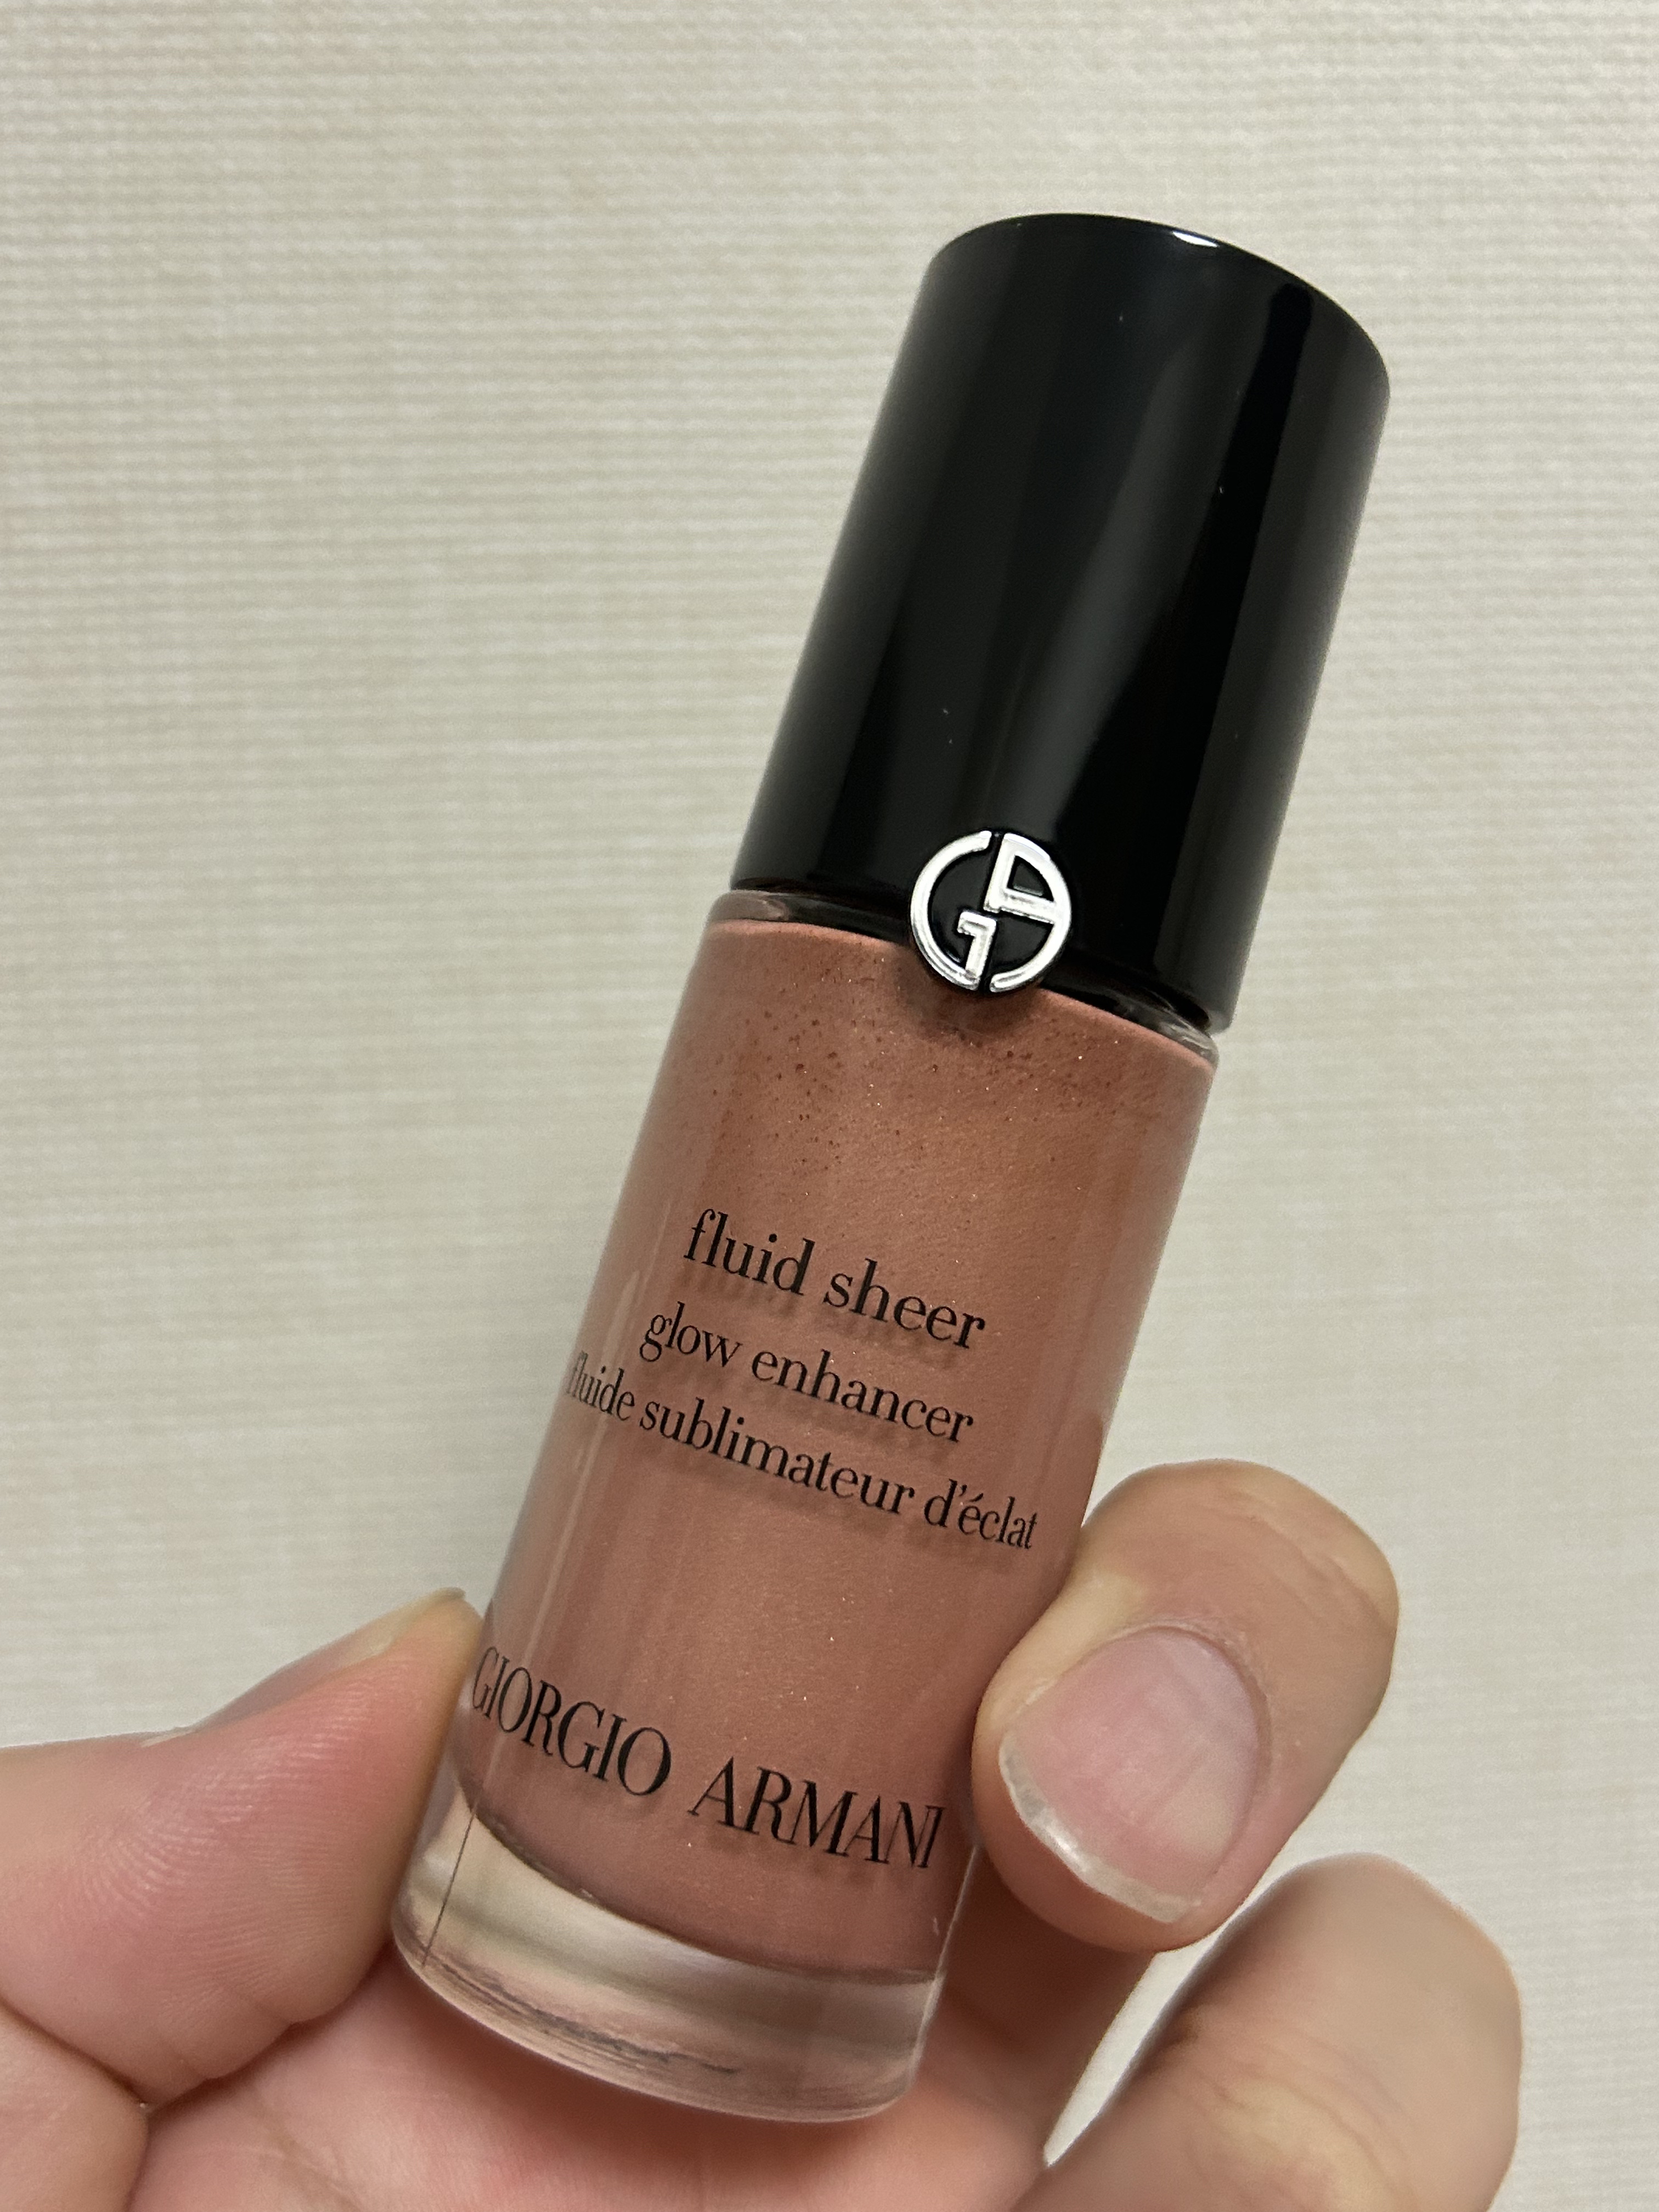 fluid sheer
glow enhancer
fluide sublimateur d'éclat
GIORGIO ARMANI